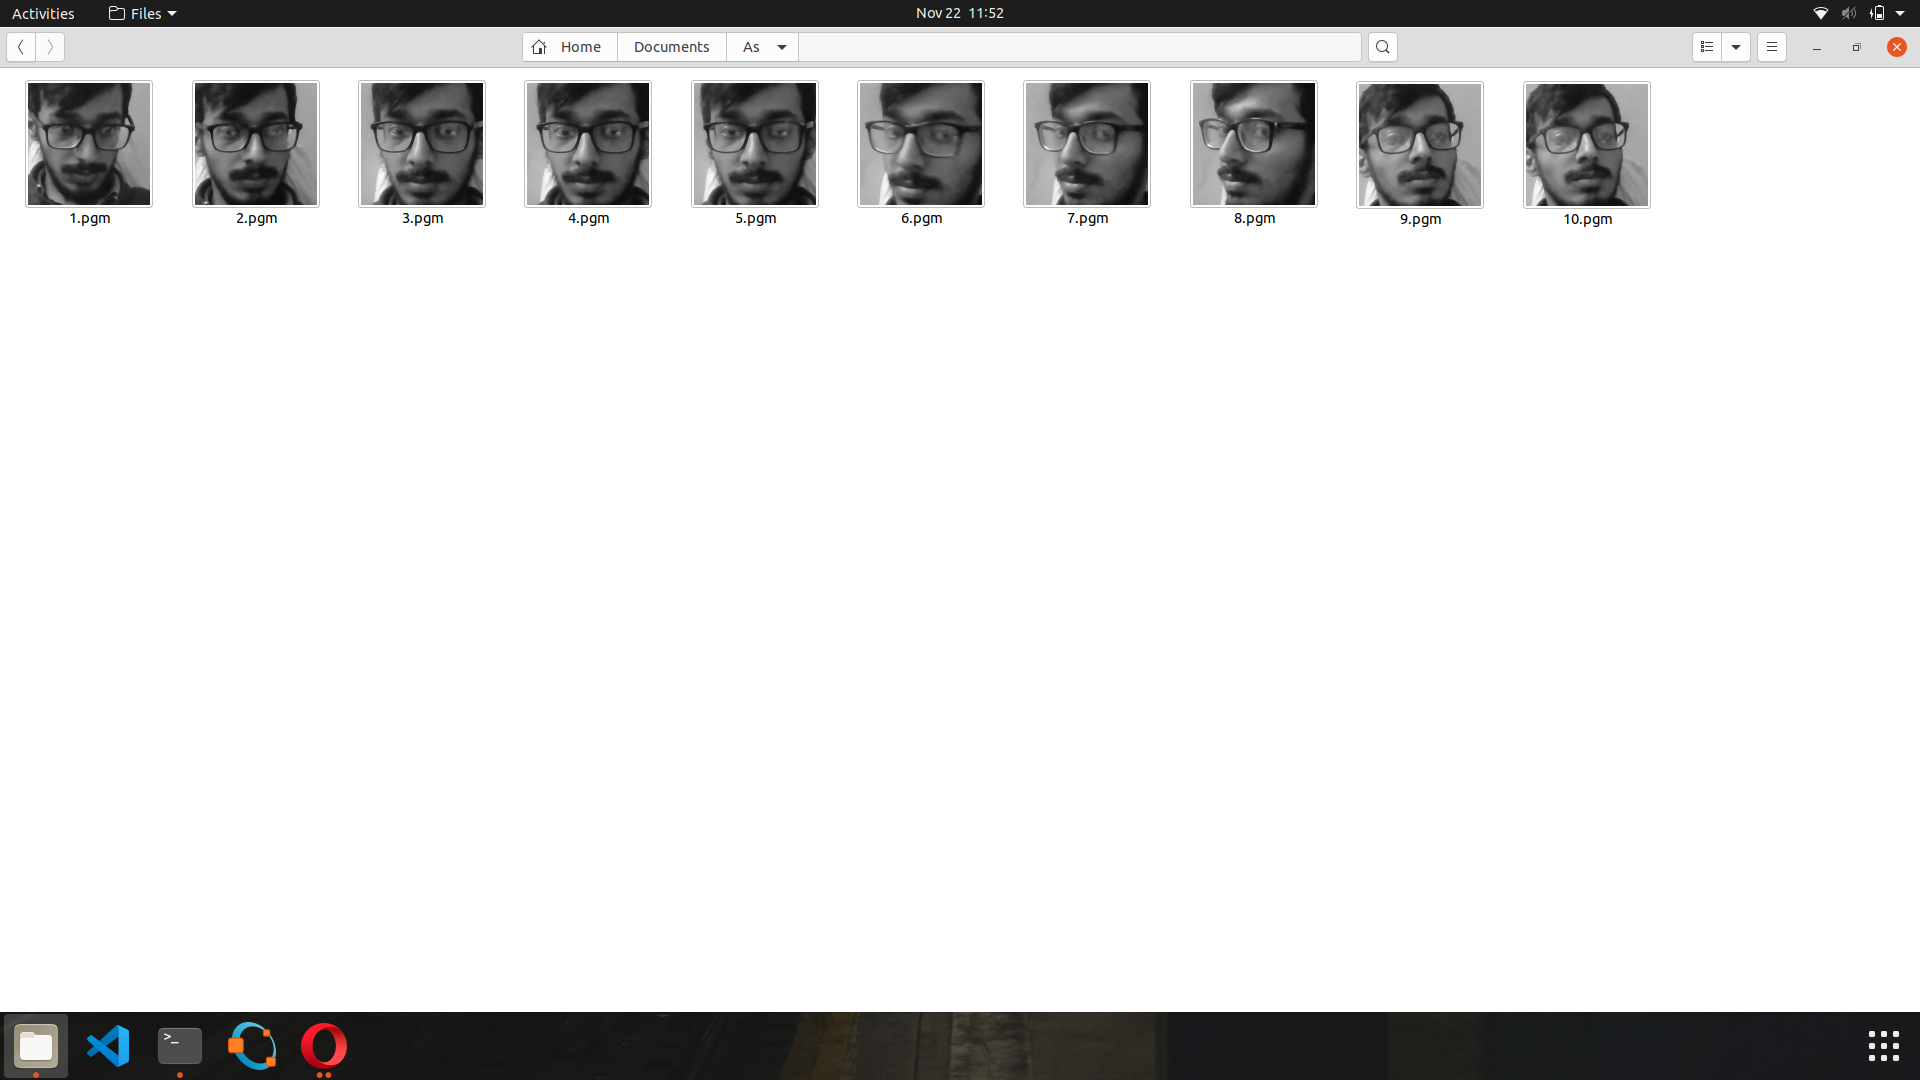 Activities Files Nov 22 11:52
Home Documents As
1.pgm 2.pgm 3.pgm 4.pgm 5.pgm 6.pgm 7.pgm 8.pgm 9.pgm 10.pgm
>_